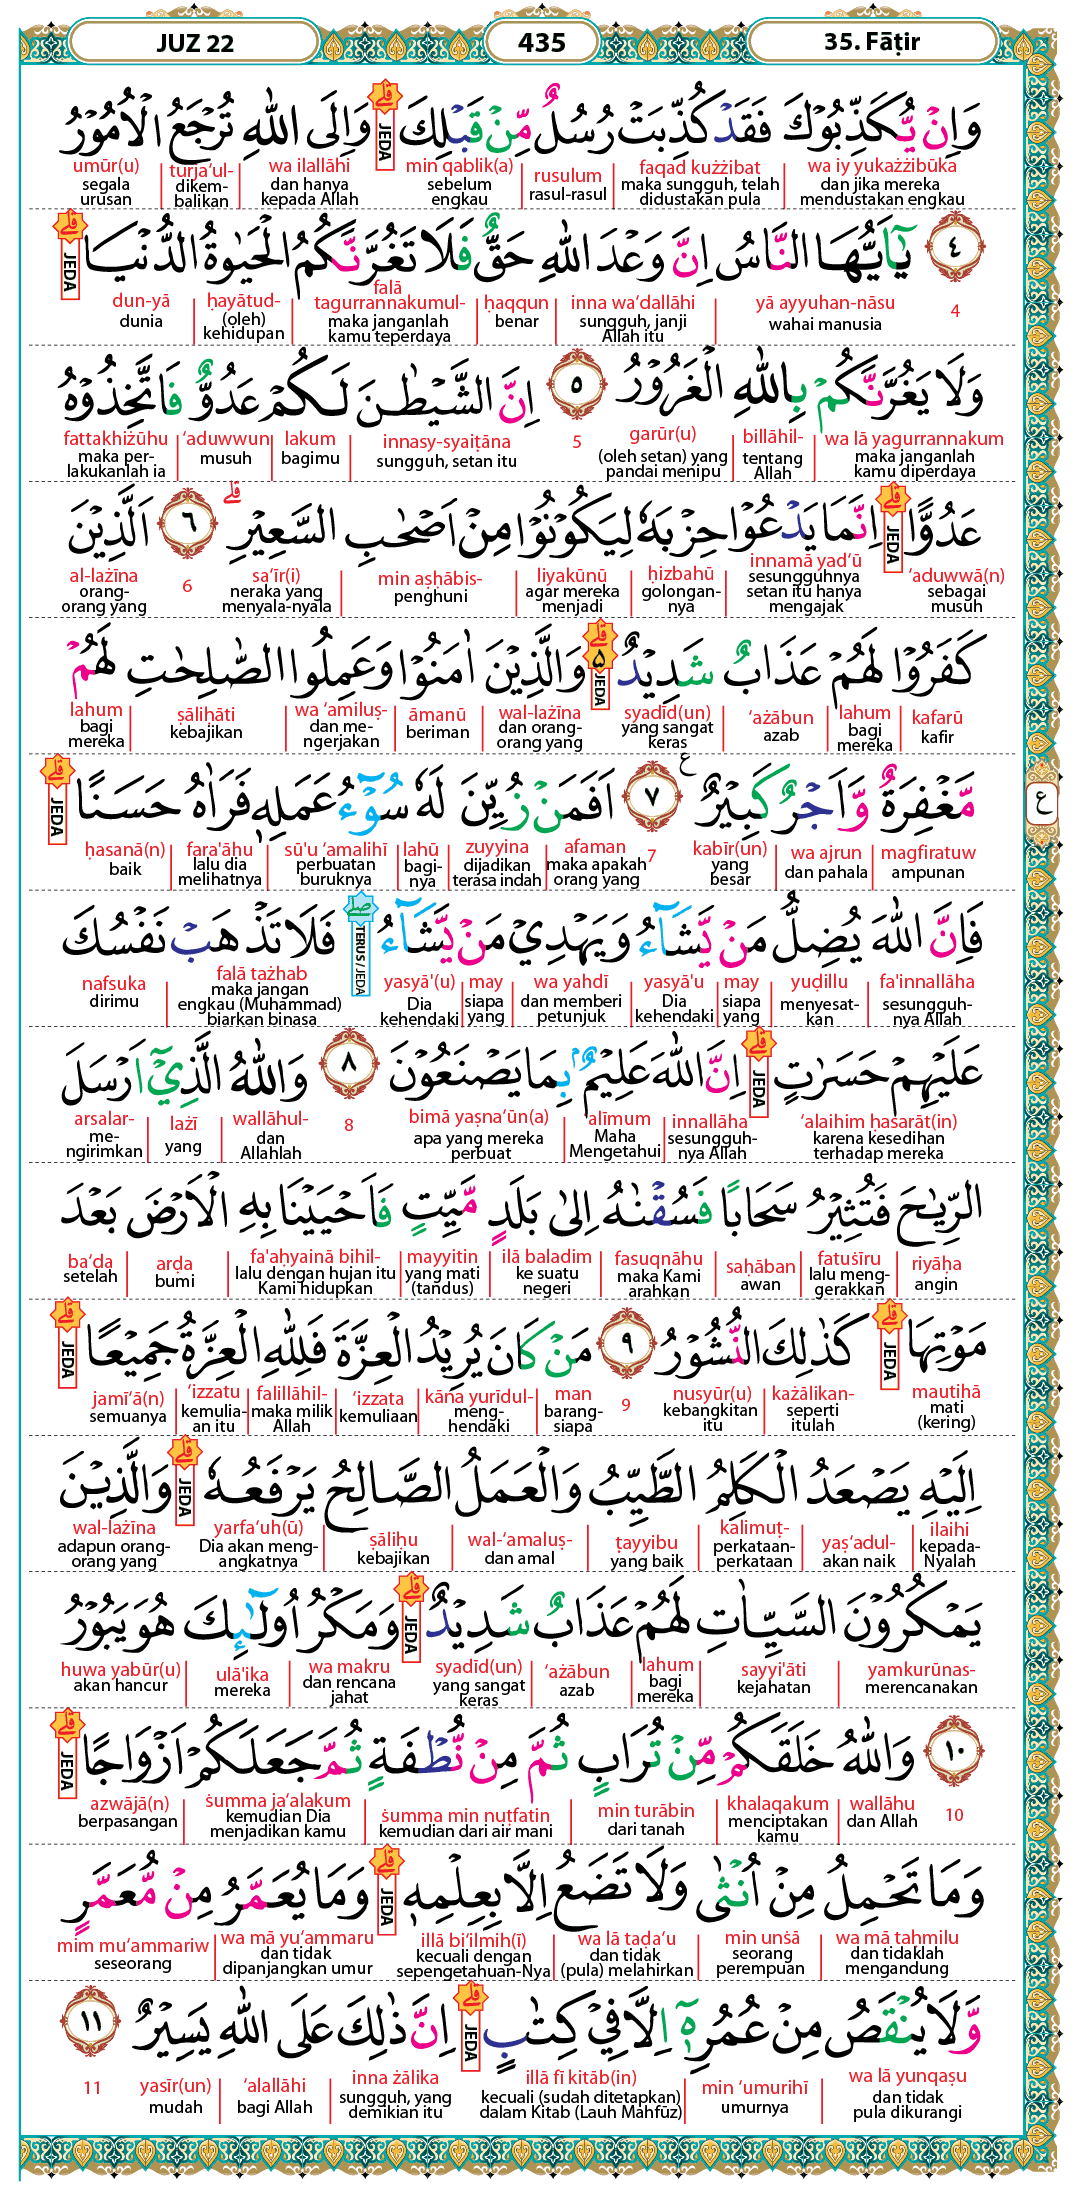 JUZ 22
435
35. Fāṭir
وَاِنْ يُّكَذِّبُوْكَ فَقَدْ كُذِّبَتْ رُسُلٌ مِّنْ قَبْلِكَ ۗ وَاِلَى اللّٰهِ تُرْجَعُ الْاُمُوْرُ
JEDA
wa iy yukażżibūka faqad kużżibat rusulum min qablik(a) wa ilallāhi turja‘ul- umūr(u)
dan jika mereka mendustakan engkau maka sungguh, telah didustakan pula rasul-rasul sebelum engkau dan hanya kepada Allah dikem-balikan segala urusan
٤ يٰٓاَيُّهَا النَّاسُ اِنَّ وَعْدَ اللّٰهِ حَقٌّ فَلَا تَغُرَّنَّكُمُ الْحَيٰوةُ الدُّنْيَا ۗ
JEDA
4 yā ayyuhan-nāsu inna wa‘dallāhi ḥaqqun falā tagurrannakumul- ḥayātud- dun-yā
wahai manusia sungguh, janji Allah itu benar maka janganlah kamu teperdaya (oleh) kehidupan dunia
وَلَا يَغُرَّنَّكُمْ بِاللّٰهِ الْغَرُوْرُ ٥ اِنَّ الشَّيْطٰنَ لَكُمْ عَدُوٌّ فَاتَّخِذُوْهُ
wa lā yagurrannakum billāhil- garūr(u) 5 innasy-syaiṭāna lakum ‘aduwwun fattakhiżūhu
maka janganlah kamu diperdaya tentang Allah (oleh setan) yang pandai menipu sungguh, setan itu bagimu musuh maka per-lakukanlah ia
عَدُوًّا ۗ اِنَّمَا يَدْعُوْا حِزْبَهٗ لِيَكُوْنُوْا مِنْ اَصْحٰبِ السَّعِيْرِ ۗ ٦ اَلَّذِيْنَ
JEDA
‘aduwwā(n) innamā yad‘ū ḥizbahū liyakūnū min aṣḥābis- sa‘īr(i) 6 al-lażīna
sebagai musuh sesungguhnya setan itu hanya mengajak golongan-nya agar mereka menjadi penghuni neraka yang menyala-nyala orang-orang yang
كَفَرُوْا لَهُمْ عَذَابٌ شَدِيْدٌ ۗ ە وَالَّذِيْنَ اٰمَنُوْا وَعَمِلُوا الصّٰلِحٰتِ لَهُمْ
JEDA
kafarū lahum ‘ażābun syadīd(un) wal-lażīna āmanū wa ‘amiluṣ- ṣāliḥāti lahum
kafir bagi mereka azab yang sangat keras dan orang-orang yang beriman dan me-ngerjakan kebajikan bagi mereka
مَّغْفِرَةٌ وَّاَجْرٌ كَبِيْرٌ ع ٧ اَفَمَنْ زُيِّنَ لَهٗ سُوْۤءُ عَمَلِهٖ فَرَاٰهُ حَسَنًا ۗ
ع
JEDA
magfiratuw wa ajrun kabīr(un) 7 afaman zuyyina lahū sū'u ‘amalihī fara'āhu ḥasanā(n)
ampunan dan pahala yang besar maka apakah orang yang dijadikan terasa indah bagi-nya perbuatan buruknya lalu dia melihatnya baik
فَاِنَّ اللّٰهَ يُضِلُّ مَنْ يَّشَاۤءُ وَيَهْدِيْ مَنْ يَّشَاۤءُ ۖ فَلَا تَذْهَبْ نَفْسُكَ
TERUS / JEDA
fa'innallāha yuḍillu may yasyā'u wa yahdī may yasyā'(u) falā tażhab nafsuka
sesungguh-nya Allah menyesat-kan siapa yang Dia kehendaki dan memberi petunjuk siapa yang Dia kehendaki maka jangan engkau (Muhammad) biarkan binasa dirimu
عَلَيْهِمْ حَسَرٰتٍ ۗ اِنَّ اللّٰهَ عَلِيْمٌ ۢ بِمَا يَصْنَعُوْنَ ٨ وَاللّٰهُ الَّذِيْٓ اَرْسَلَ
JEDA
‘alaihim ḥasarāt(in) innallāha ‘alīmum bimā yaṣna‘ūn(a) 8 wallāhul- lażī arsalar-
karena kesedihan terhadap mereka sesungguh-nya Allah Maha Mengetahui apa yang mereka perbuat dan Allahlah yang me-ngirimkan
الرِّيٰحَ فَتُثِيْرُ سَحَابًا فَسُقْنٰهُ اِلٰى بَلَدٍ مَّيِّتٍ فَاَحْيَيْنَا بِهِ الْاَرْضَ بَعْدَ
riyāḥa fatuṡīru saḥāban fasuqnāhu ilā baladim mayyitin fa'aḥyainā bihil- arḍa ba‘da
angin lalu meng-gerakkan awan maka Kami arahkan ke suatu negeri yang mati (tandus) lalu dengan hujan itu Kami hidupkan bumi setelah
مَوْتِهَا ۗ كَذٰلِكَ النُّشُوْرُ ٩ مَنْ كَانَ يُرِيْدُ الْعِزَّةَ فَلِلّٰهِ الْعِزَّةُ جَمِيْعًا ۗ
JEDA
JEDA
mautihā każālikan- nusyūr(u) 9 man kāna yurīdul- ‘izzata falillāhil- ‘izzatu jamī‘ā(n)
mati (kering) seperti itulah kebangkitan itu barang-siapa meng-hendaki kemuliaan maka milik Allah kemulia-an itu semuanya
اِلَيْهِ يَصْعَدُ الْكَلِمُ الطَّيِّبُ وَالْعَمَلُ الصَّالِحُ يَرْفَعُهٗ ۗ وَالَّذِيْنَ
JEDA
ilaihi yaṣ‘adul- kalimuṭ- ṭayyibu wal-‘amaluṣ- ṣāliḥu yarfa‘uh(ū) wal-lażīna
kepada-Nyalah akan naik perkataan-perkataan yang baik dan amal kebajikan Dia akan meng-angkatnya adapun orang-orang yang
يَمْكُرُوْنَ السَّيِّاٰتِ لَهُمْ عَذَابٌ شَدِيْدٌ ۗ وَمَكْرُ اُولٰۤىِٕكَ هُوَ يَبُوْرُ
JEDA
yamkurūnas- sayyi'āti lahum ‘ażābun syadīd(un) wa makru ulā'ika huwa yabūr(u)
merencanakan kejahatan bagi mereka azab yang sangat keras dan rencana jahat mereka akan hancur
١٠ وَاللّٰهُ خَلَقَكُمْ مِّنْ تُرَابٍ ثُمَّ مِنْ نُّطْفَةٍ ثُمَّ جَعَلَكُمْ اَزْوَاجًا ۗ
JEDA
10 wallāhu khalaqakum min turābin ṡumma min nuṭfatin ṡumma ja‘alakum azwājā(n)
dan Allah menciptakan kamu dari tanah kemudian dari air mani kemudian Dia menjadikan kamu berpasangan
وَمَا تَحْمِلُ مِنْ اُنْثٰى وَلَا تَضَعُ اِلَّا بِعِلْمِهٖ ۗ وَمَا يُعَمَّرُ مِنْ مُّعَمَّرٍ
JEDA
wa mā taḥmilu min unṡā wa lā taḍa‘u illā bi‘ilmih(ī) wa mā yu‘ammaru mim mu‘ammariw
dan tidaklah mengandung seorang perempuan dan tidak (pula) melahirkan kecuali dengan sepengetahuan-Nya dan tidak dipanjangkan umur seseorang
وَّلَا يُنْقَصُ مِنْ عُمُرِهٖٓ اِلَّا فِيْ كِتٰبٍ ۗ اِنَّ ذٰلِكَ عَلَى اللّٰهِ يَسِيْرٌ ١١
JEDA
wa lā yunqaṣu min ‘umurihī illā fī kitāb(in) inna żālika ‘alallāhi yasīr(un) 11
dan tidak pula dikurangi umurnya kecuali (sudah ditetapkan) dalam Kitab (Lauh Mahfūz) sungguh, yang demikian itu bagi Allah mudah